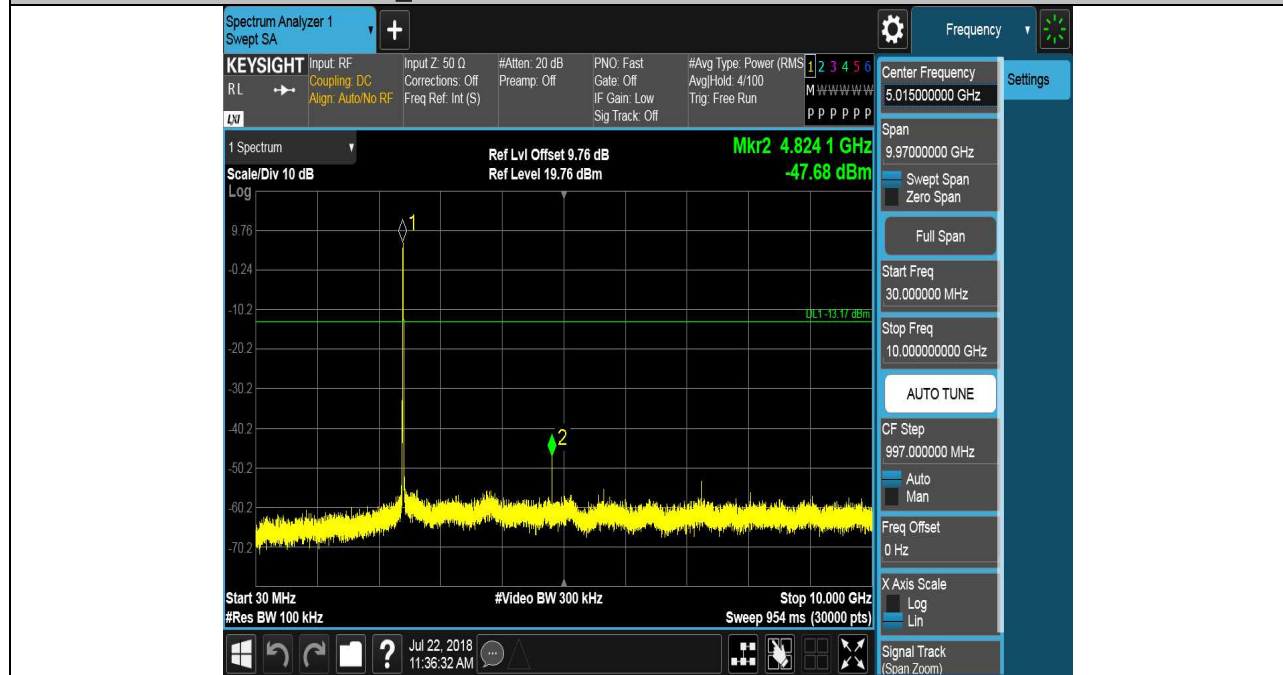 Spectrum Analyzer 1
Swept SA
+
Frequency
KEYSIGHT
RL
LXI
Input: RF
Coupling: DC
Align: Auto/No RF
Input Z: 50 Ω
Corrections: Off
Freq Ref: Int (S)
#Atten: 20 dB
Preamp: Off
PNO: Fast
Gate: Off
IF Gain: Low
Sig Track: Off
#Avg Type: Power (RMS
Avg|Hold: 4/100
Trig: Free Run
1 2 3 4 5 6
M W W W W W
P P P P P P
1 Spectrum
Scale/Div 10 dB
Log
Ref Lvl Offset 9.76 dB
Ref Level 19.76 dBm
Mkr2 4.824 1 GHz
-47.68 dBm
9.76
-0.24
-10.2
-20.2
-30.2
-40.2
-50.2
-60.2
-70.2
1
DL1 -13.17 dBm
2
Start 30 MHz
#Res BW 100 kHz
#Video BW 300 kHz
Stop 10.000 GHz
Sweep 954 ms (30000 pts)
Center Frequency
5.015000000 GHz
Settings
Span
9.97000000 GHz
Swept Span
Zero Span
Full Span
Start Freq
30.000000 MHz
Stop Freq
10.000000000 GHz
AUTO TUNE
CF Step
997.000000 MHz
Auto
Man
Freq Offset
0 Hz
X Axis Scale
Log
Lin
Signal Track
(Span Zoom)
?
Jul 22, 2018
11:36:32 AM